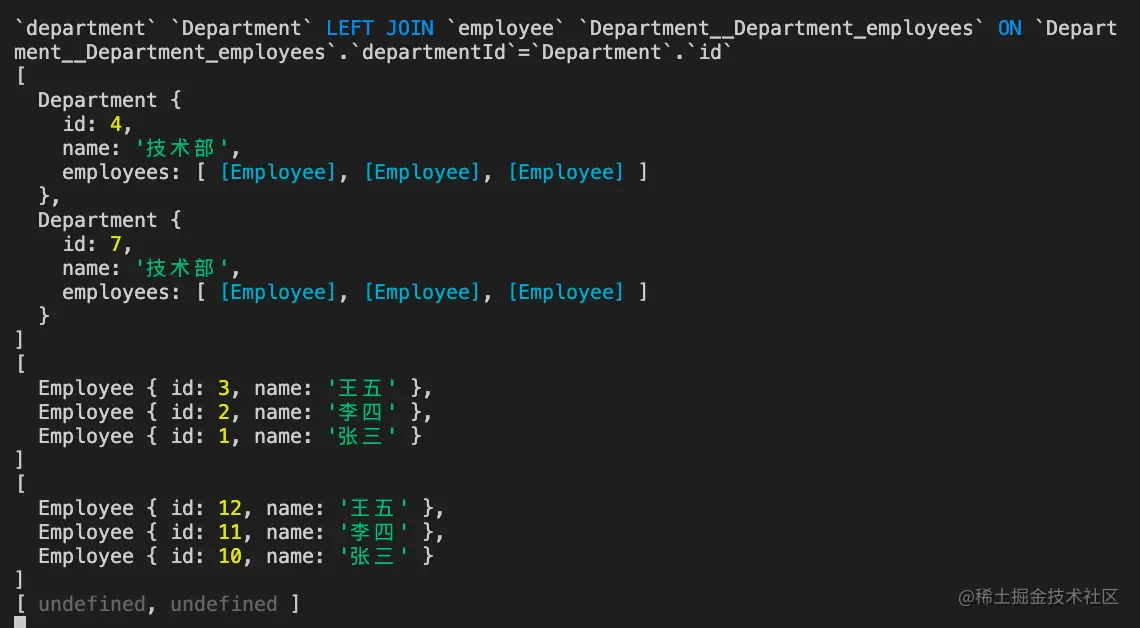 `department` `Department` LEFT JOIN `employee` `Department__Department_employees` ON `Depart
ment__Department_employees`.`departmentId`=`Department`.`id`
[
  Department {
    id: 4,
    name: '技术部',
    employees: [ [Employee], [Employee], [Employee] ]
  },
  Department {
    id: 7,
    name: '技术部',
    employees: [ [Employee], [Employee], [Employee] ]
  }
]
[
  Employee { id: 3, name: '王五' },
  Employee { id: 2, name: '李四' },
  Employee { id: 1, name: '张三' }
]
[
  Employee { id: 12, name: '王五' },
  Employee { id: 11, name: '李四' },
  Employee { id: 10, name: '张三' }
]
[ undefined, undefined ]
@稀土掘金技术社区